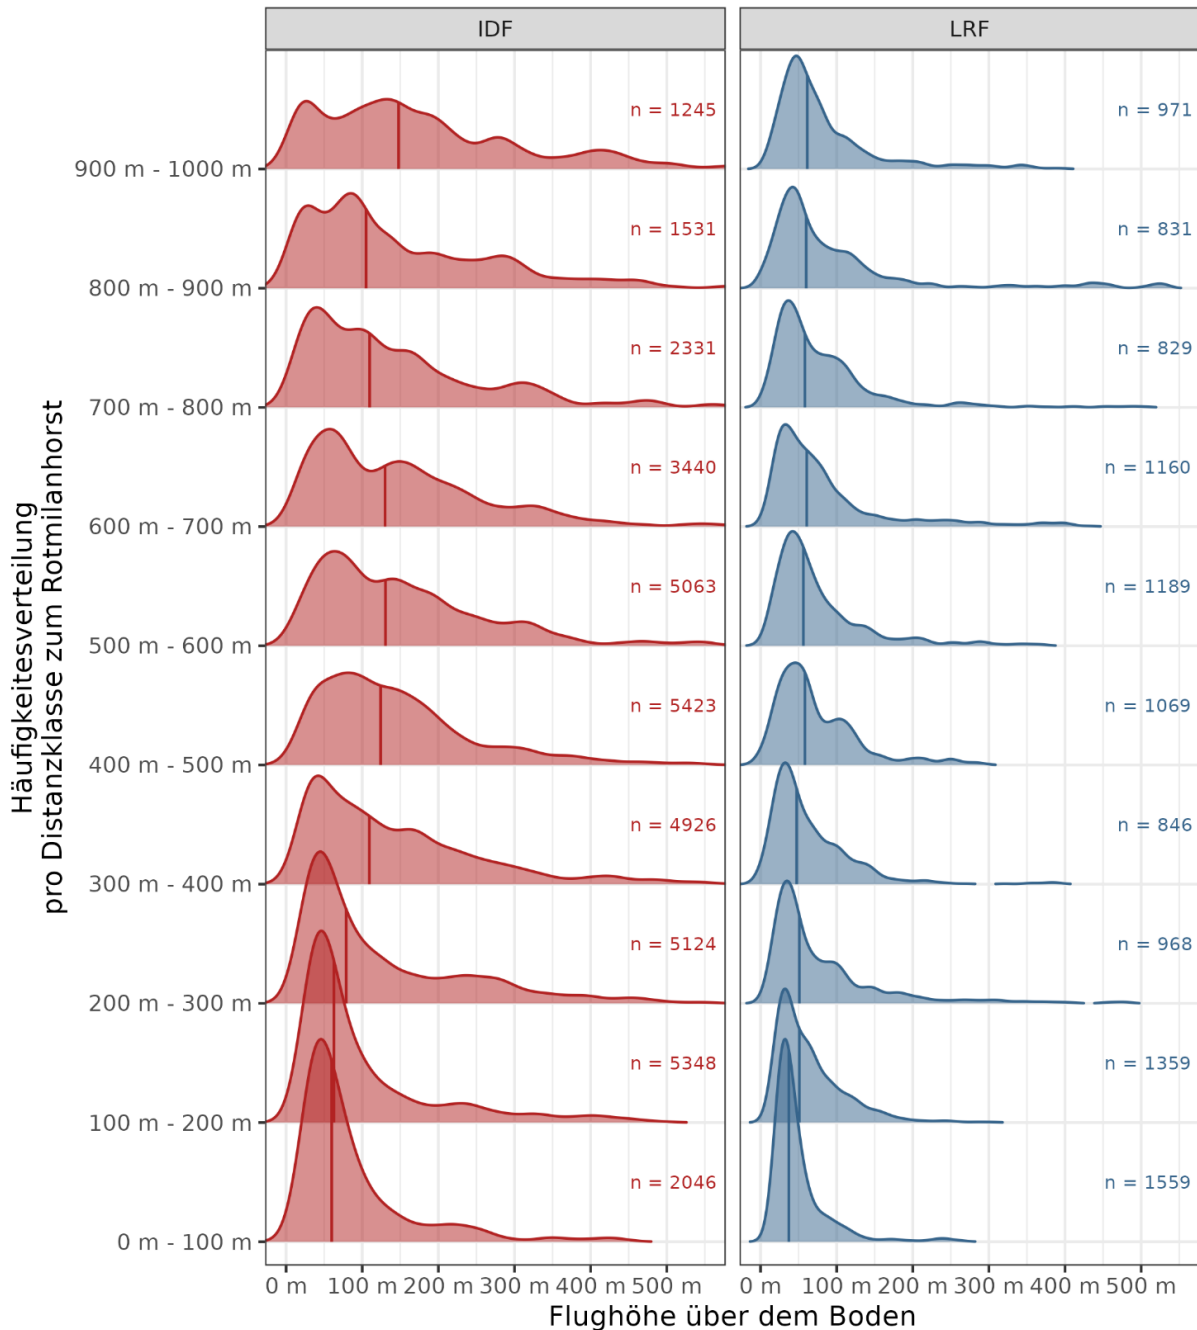 IDF
LRF
Häufigkeitesverteilung
pro Distanzklasse zum Rotmilanhorst
900 m - 1000 m
n = 1245
n = 971
800 m - 900 m
n = 1531
n = 831
700 m - 800 m
n = 2331
n = 829
600 m - 700 m
n = 3440
n = 1160
500 m - 600 m
n = 5063
n = 1189
400 m - 500 m
n = 5423
n = 1069
300 m - 400 m
n = 4926
n = 846
200 m - 300 m
n = 5124
n = 968
100 m - 200 m
n = 5348
n = 1359
0 m - 100 m
n = 2046
n = 1559
0 m 100 m 200 m 300 m 400 m 500 m
0 m 100 m 200 m 300 m 400 m 500 m
Flughöhe über dem Boden